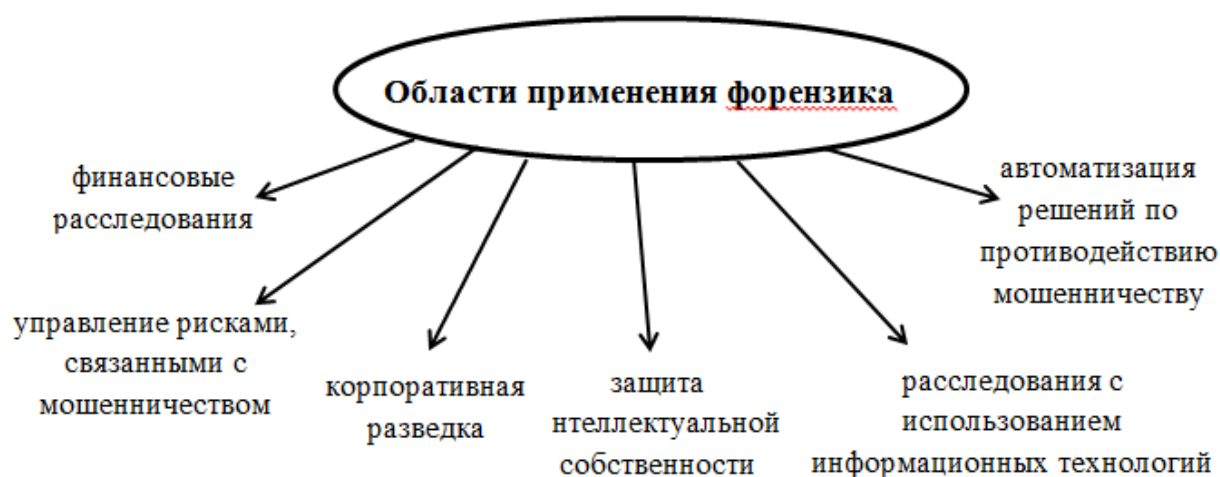 Области применения форензика
финансовые
расследования
управление рисками,
связанными с
мошенничеством
корпоративная
разведка
защита
нтеллектуальной
собственности
расследования с
использованием
информационных технологий
автоматизация
решений по
противодействию
мошенничеству